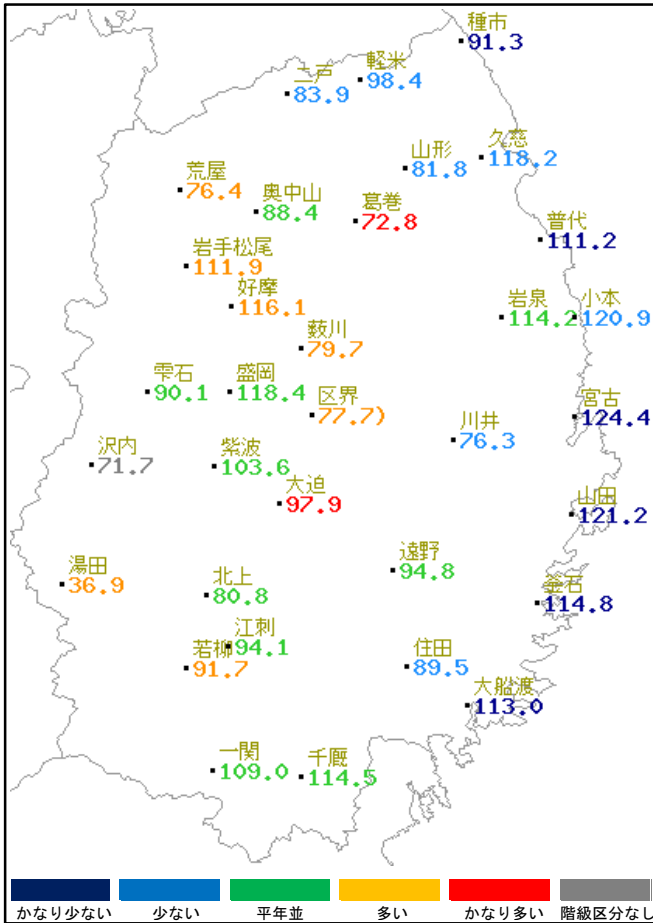 種市
91.3
軽米
98.4
二戸
83.9
久慈
118.2
山形
81.8
荒屋
76.4
奥中山
88.4
葛巻
72.8
普代
111.2
岩手松尾
111.9
好摩
116.1
岩泉
114.2
小本
120.9
薮川
79.7
雫石
90.1
盛岡
118.4
区界
77.7)
宮古
124.4
川井
76.3
沢内
71.7
紫波
103.6
大迫
97.9
山田
121.2
遠野
94.8
湯田
36.9
北上
80.8
釜石
114.8
江刺
94.1
若柳
91.7
住田
89.5
大船渡
113.0
一関
109.0
千厩
114.5
かなり少ない 少ない 平年並 多い かなり多い 階級区分なし